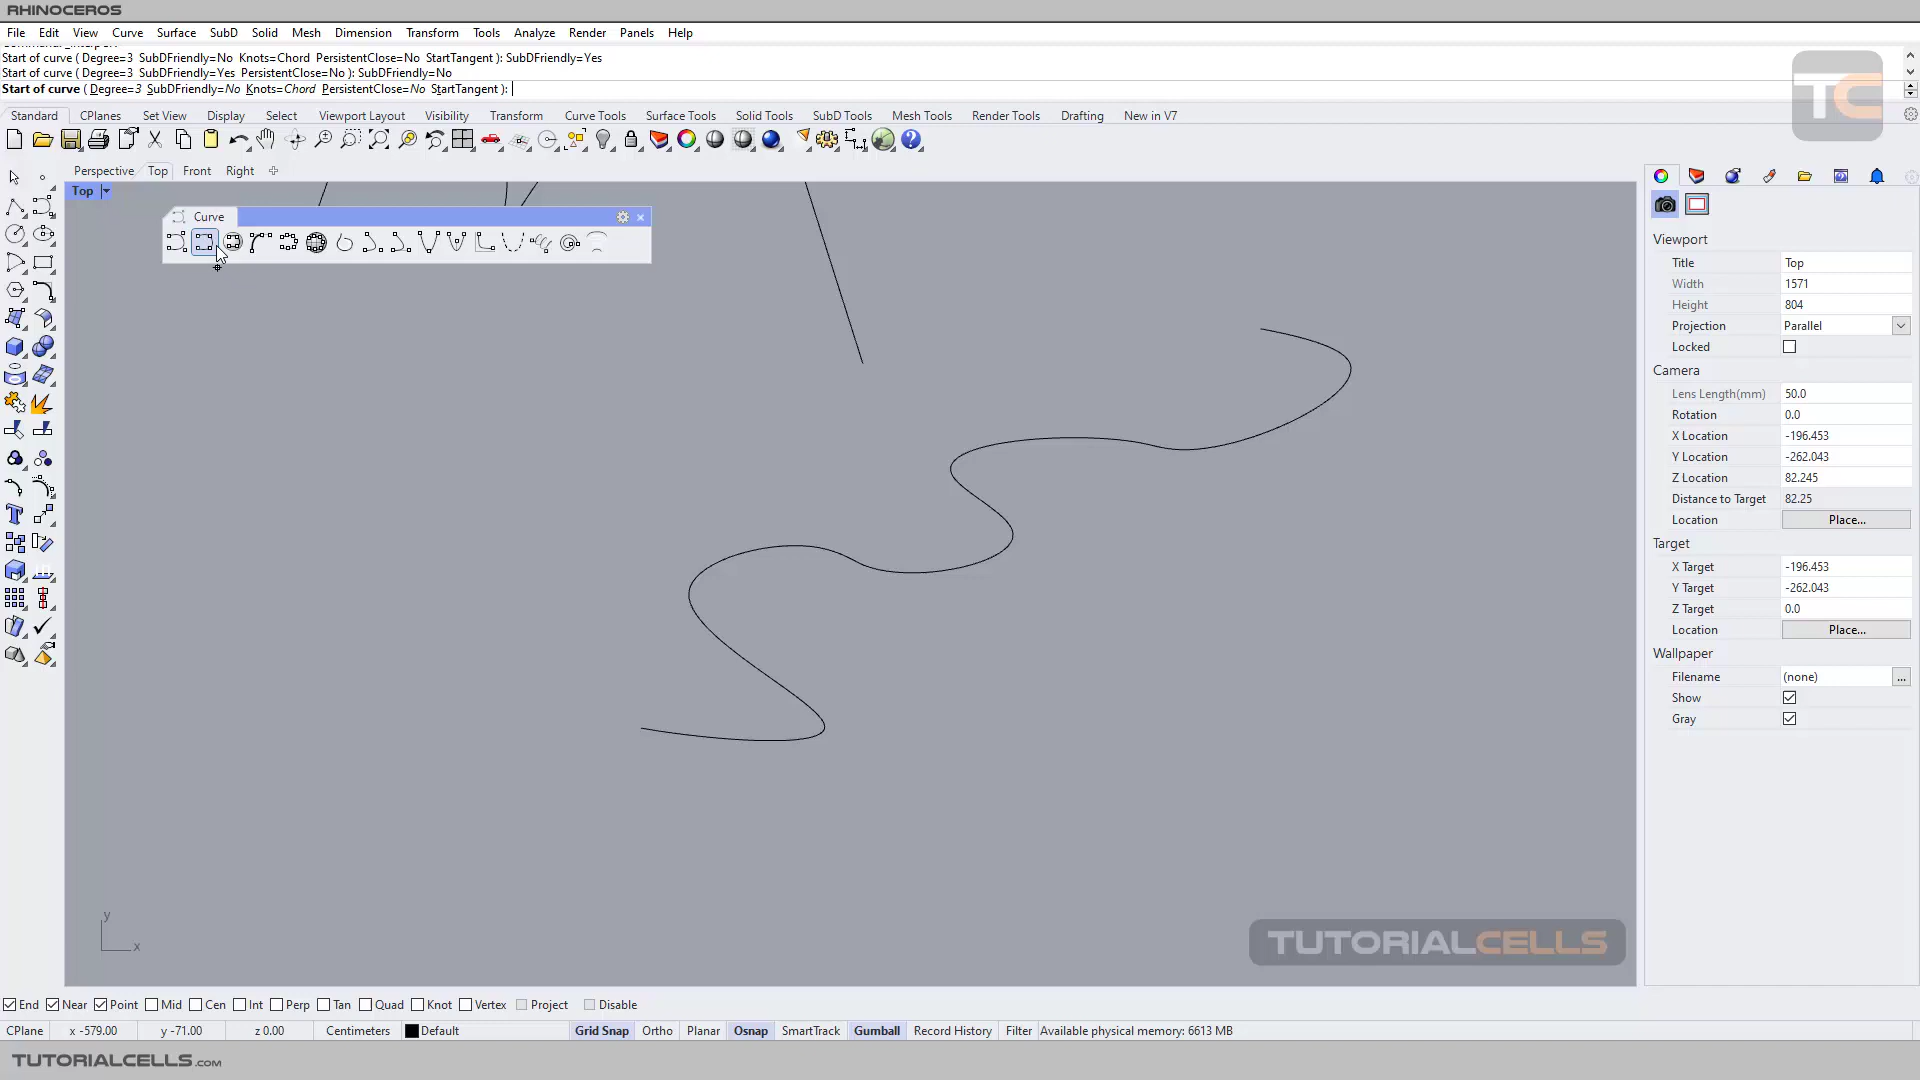 RHINOCEROS
File Edit View Curve Surface SubD Solid Mesh Dimension Transform Tools Analyze Render Panels Help
Start of curve ( Degree=3 SubDFriendly=No Knots=Chord PersistentClose=No StartTangent ): SubDFriendly=Yes
Start of curve ( Degree=3 SubDFriendly=Yes PersistentClose=No ): SubDFriendly=No
Start of curve ( Degree=3 SubDFriendly=No Knots=Chord PersistentClose=No StartTangent ):
TC
Standard CPlanes Set View Display Select Viewport Layout Visibility Transform Curve Tools Surface Tools Solid Tools SubD Tools Mesh Tools Render Tools Drafting New in V7
Perspective Top Front Right
Top
Curve
Viewport
Title Top
Width 1571
Height 804
Projection Parallel
Locked
Camera
Lens Length(mm) 50.0
Rotation 0.0
X Location -196.453
Y Location -262.043
Z Location 82.245
Distance to Target 82.25
Location Place...
Target
X Target -196.453
Y Target -262.043
Z Target 0.0
Location Place...
Wallpaper
Filename (none) ...
Show
Gray
y
x
TUTORIALCELLS
End Near Point Mid Cen Int Perp Tan Quad Knot Vertex Project Disable
CPlane x -579.00 y -71.00 z 0.00 Centimeters Default Grid Snap Ortho Planar Osnap SmartTrack Gumball Record History Filter Available physical memory: 6613 MB
TUTORIALCELLS.COM